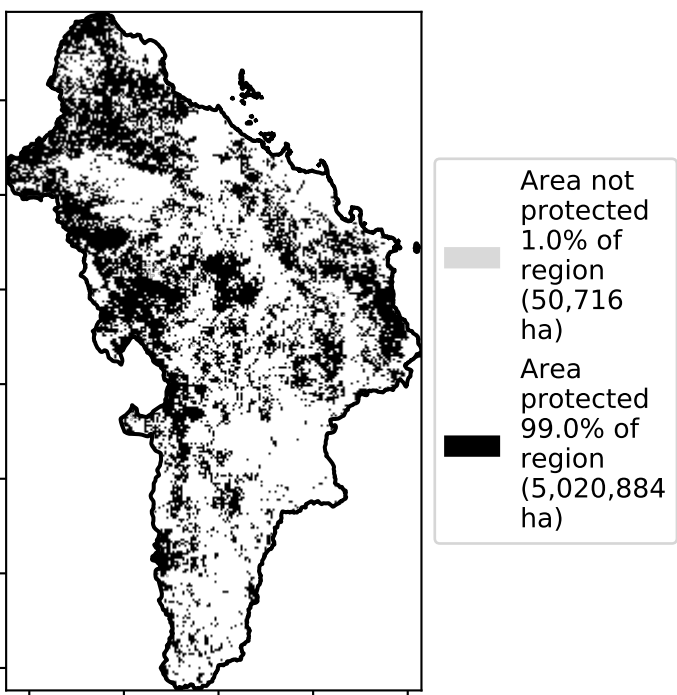 Area not
protected
1.0% of
region
(50,716
ha)
Area
protected
99.0% of
region
(5,020,884
ha)